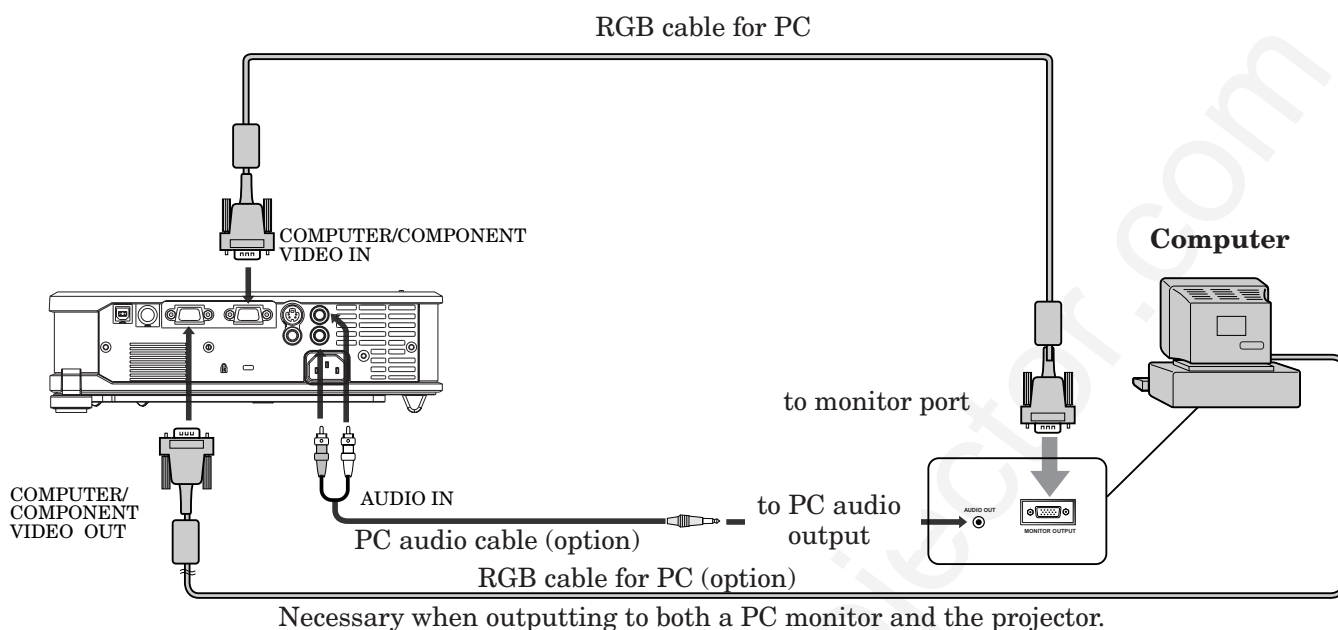 RGB cable for PC
COMPUTER/COMPONENT
VIDEO IN
Computer
to monitor port
COMPUTER/
COMPONENT
VIDEO OUT
AUDIO IN
PC audio cable (option)
to PC audio
output
AUDIO OUT
MONITOR OUTPUT
RGB cable for PC (option)
Necessary when outputting to both a PC monitor and the projector.